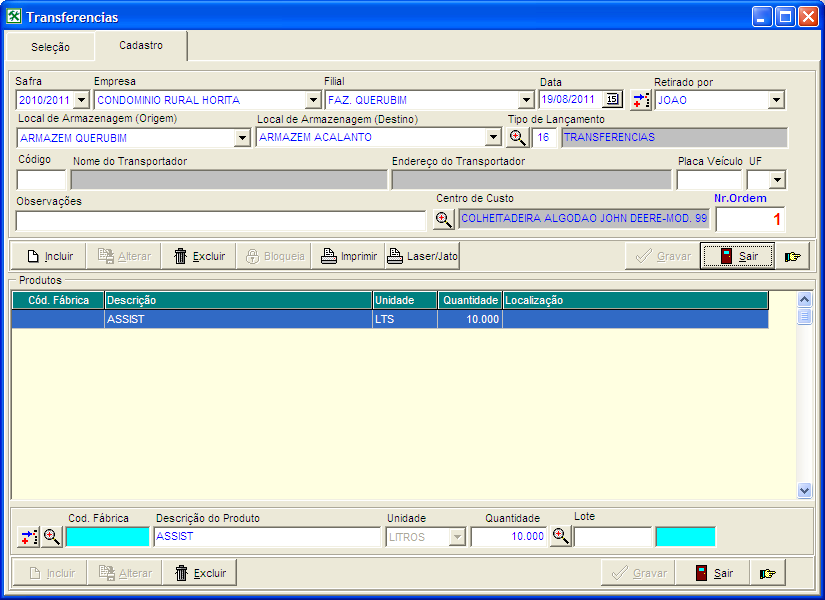 Transferencias
Seleção Cadastro
Safra Empresa Filial Data Retirado por
2010/2011 CONDOMINIO RURAL HORITA FAZ. QUERUBIM 19/08/2011 15 JOAO
Local de Armazenagem (Origem) Local de Armazenagem (Destino) Tipo de Lançamento
ARMAZEM QUERUBIM ARMAZEM ACALANTO 16 TRANSFERENCIAS
Código Nome do Transportador Endereço do Transportador Placa Veículo UF
Observações Centro de Custo Nr.Ordem
COLHEITADEIRA ALGODAO JOHN DEERE-MOD. 99 1
Incluir Alterar Excluir Bloqueia Imprimir Laser/Jato Gravar Sair
Produtos
Cód. Fábrica Descrição Unidade Quantidade Localização
ASSIST LTS 10.000
Cod. Fábrica Descrição do Produto Unidade Quantidade Lote
ASSIST LITROS 10.000
Incluir Alterar Excluir Gravar Sair